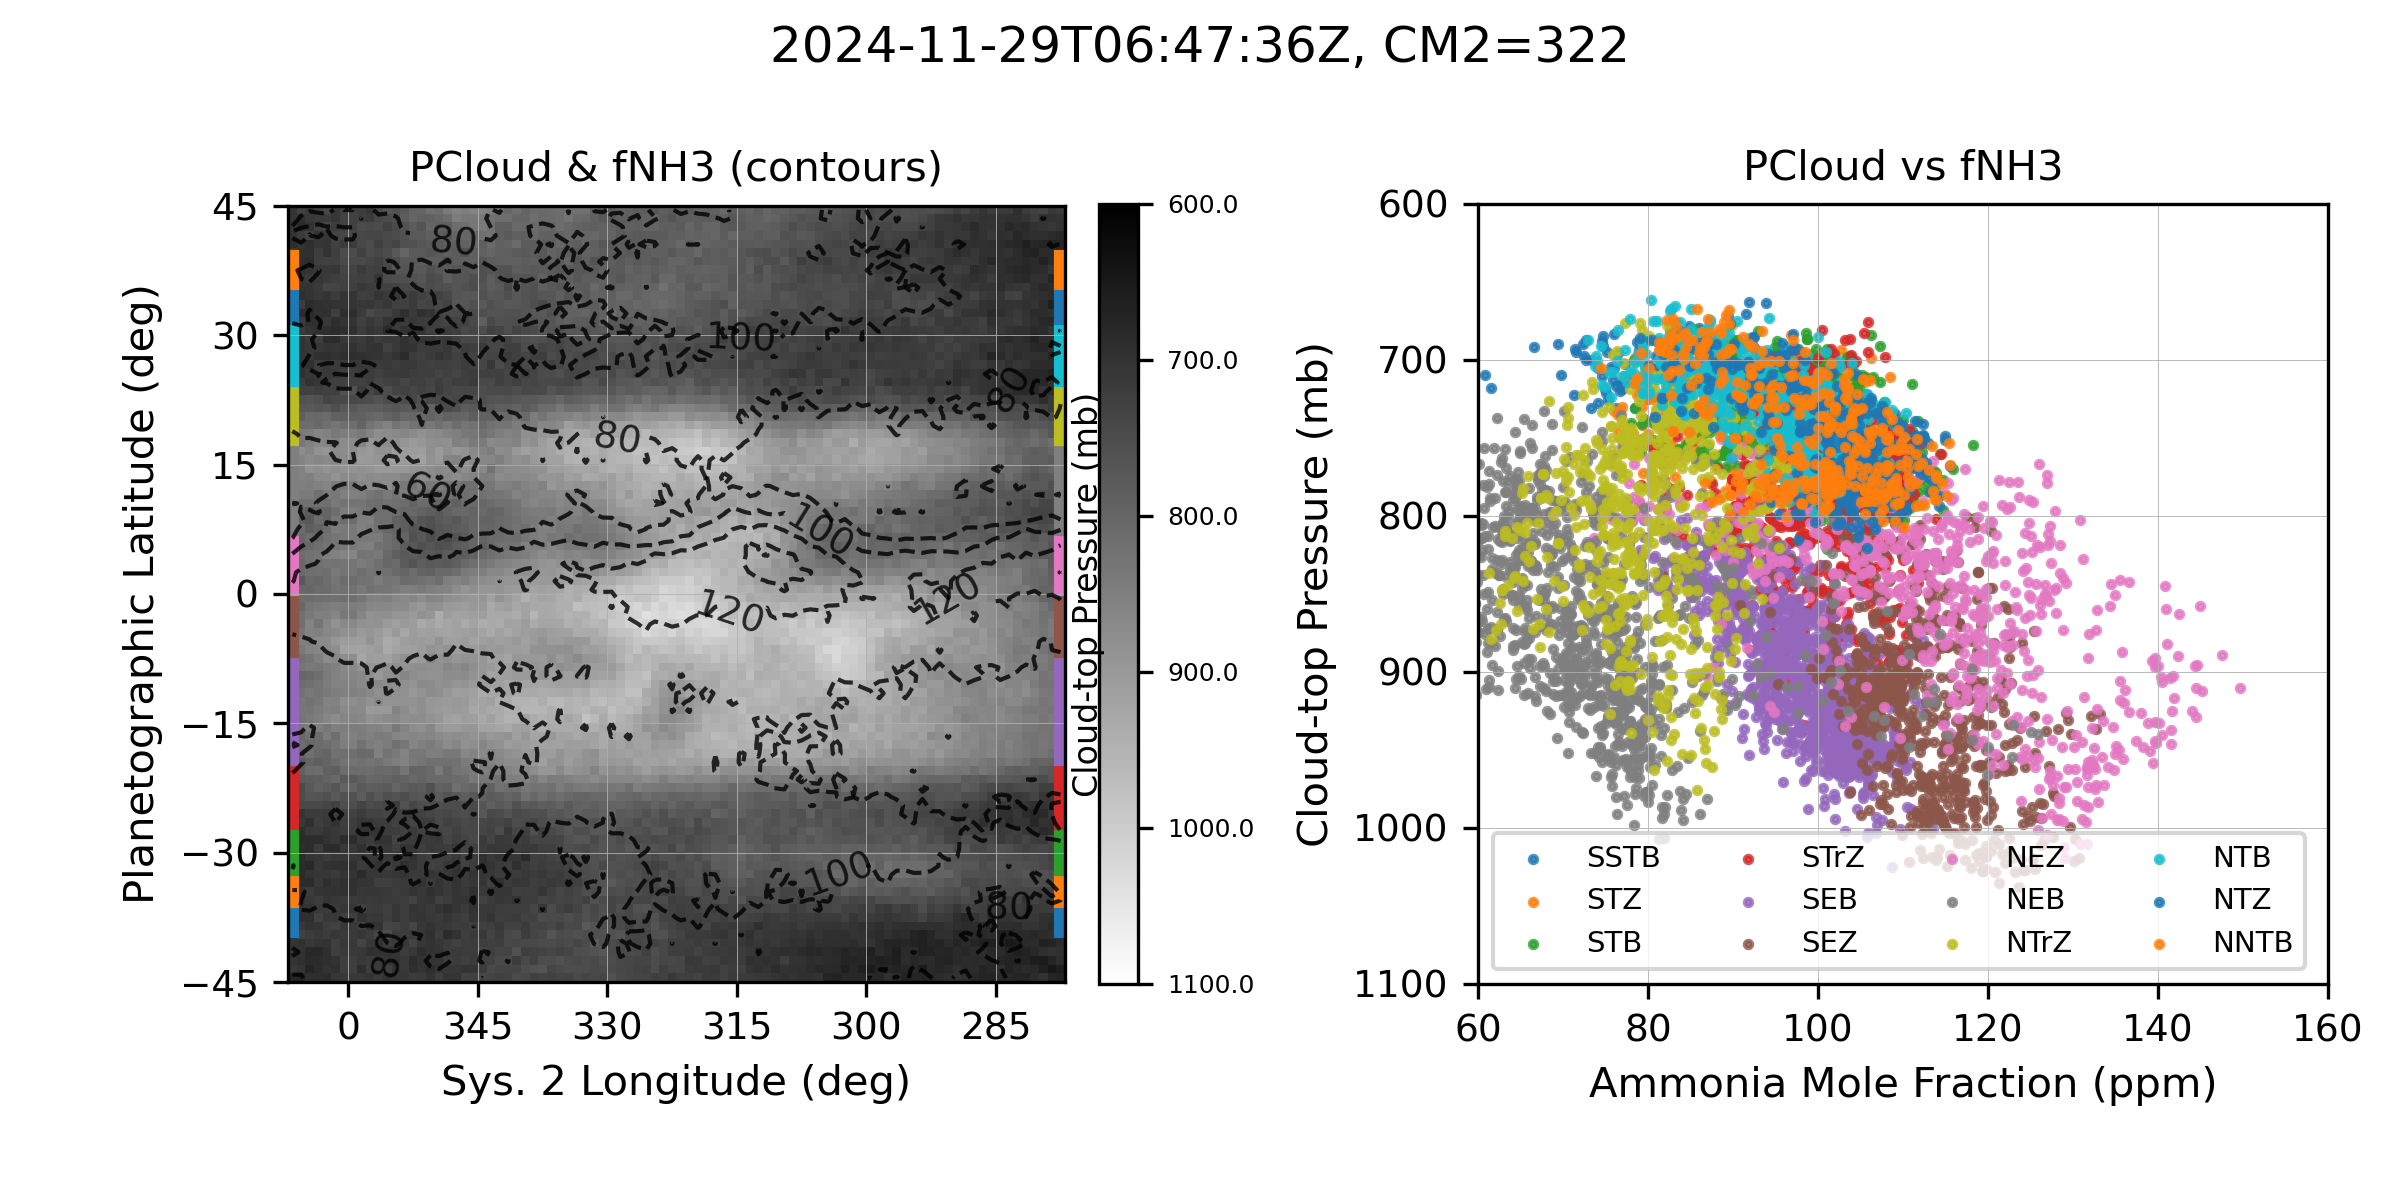 2024-11-29T06:47:36Z, CM2=322
PCloud & fNH3 (contours)
Planetographic Latitude (deg)
45
30
15
0
−15
−30
−45
80
100
80
80
60
100
120
120
100
80
80
0 345 330 315 300 285
Sys. 2 Longitude (deg)
Cloud-top Pressure (mb)
600.0
700.0
800.0
900.0
1000.0
1100.0
PCloud vs fNH3
Cloud-top Pressure (mb)
600
700
800
900
1000
1100
SSTB STrZ NEZ NTB
STZ SEB NEB NTZ
STB SEZ NTrZ NNTB
60 80 100 120 140 160
Ammonia Mole Fraction (ppm)